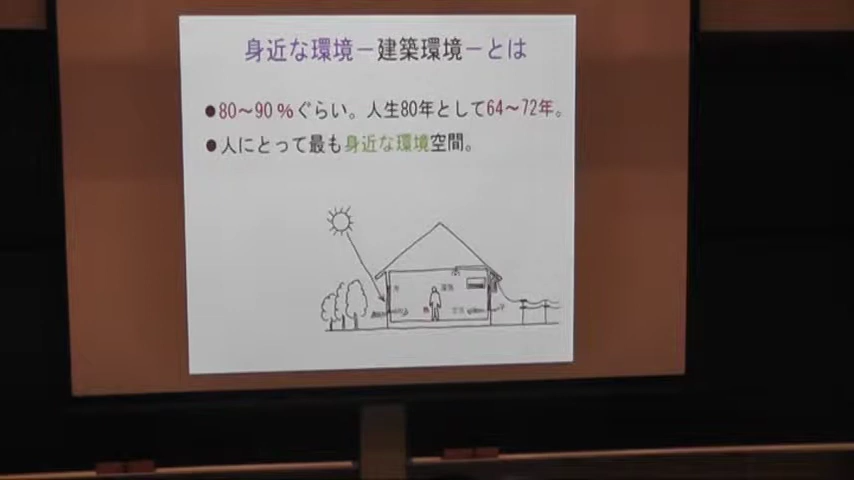 身近な環境－建築環境－とは
●80～90％ぐらい。人生80年として64～72年。
●人にとって最も身近な環境空間。